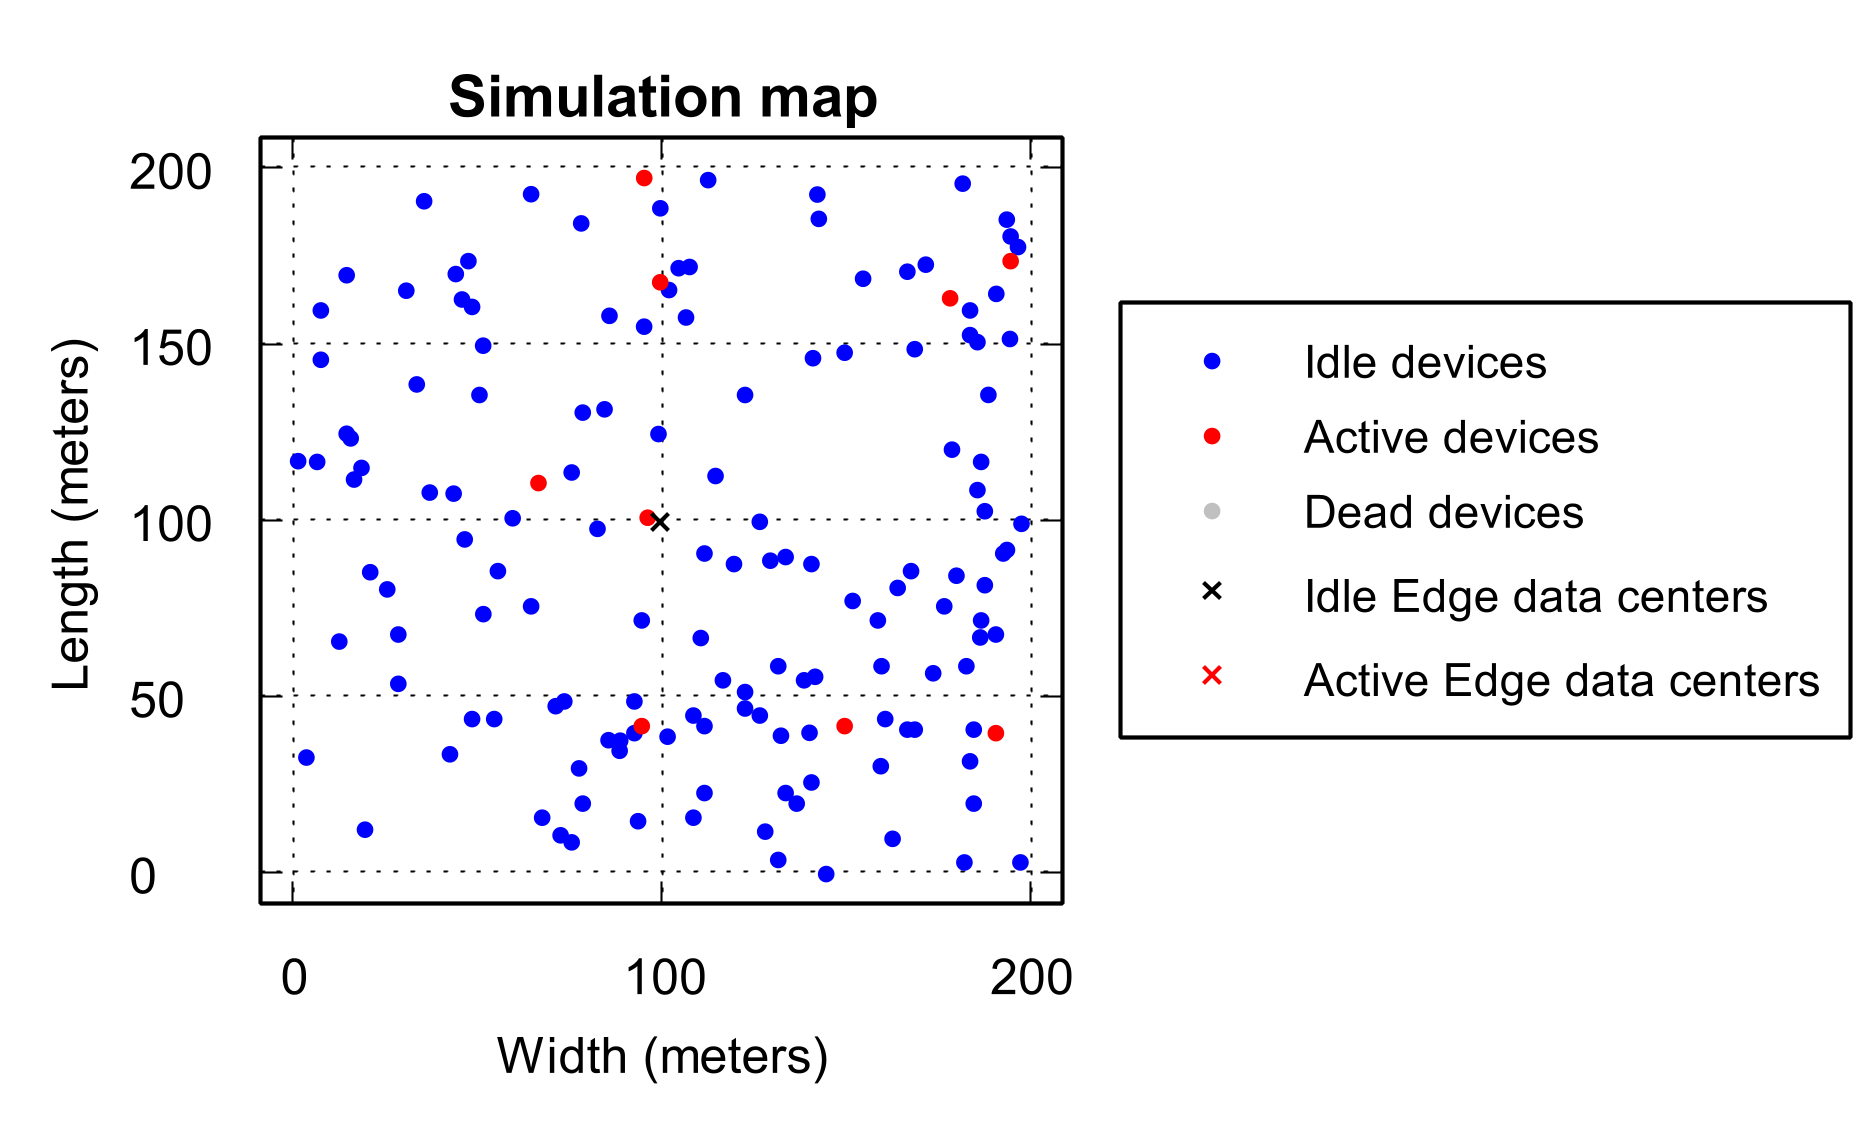 Simulation map
200
150
100
50
0
Length (meters)
0 100 200
Width (meters)
Idle devices
Active devices
Dead devices
Idle Edge data centers
Active Edge data centers